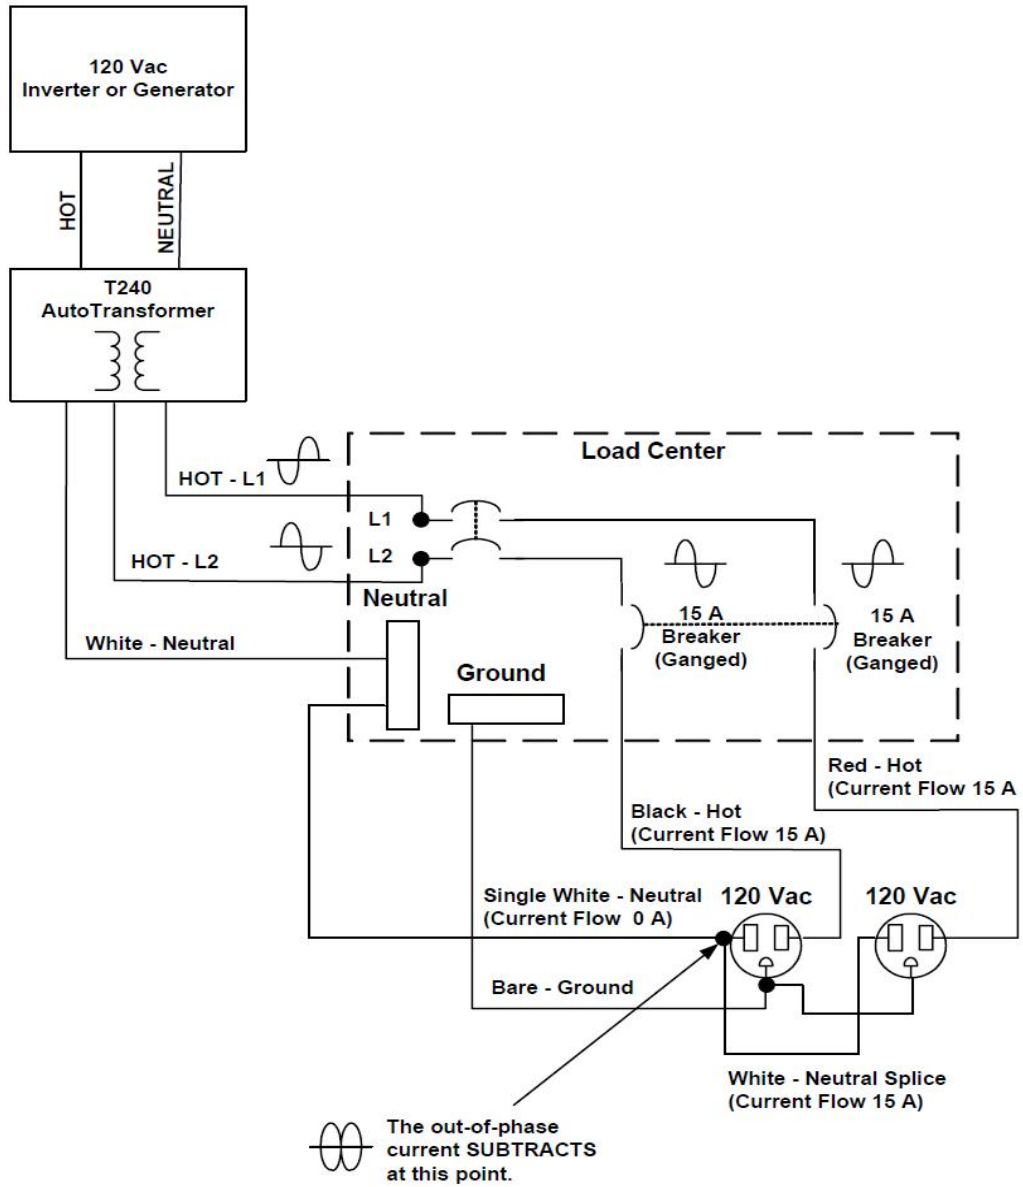 120 Vac
Inverter or Generator
HOT
NEUTRAL
T240
AutoTransformer
Load Center
HOT - L1
L1
HOT - L2
L2
Neutral
15 A
Breaker
(Ganged)
15 A
Breaker
(Ganged)
White - Neutral
Ground
Red - Hot
(Current Flow 15 A
Black - Hot
(Current Flow 15 A)
Single White - Neutral
(Current Flow 0 A)
120 Vac
120 Vac
Bare - Ground
White - Neutral Splice
(Current Flow 15 A)
The out-of-phase
current SUBTRACTS
at this point.